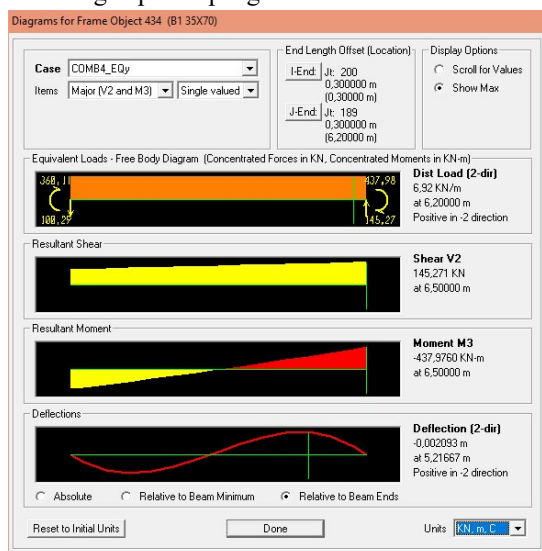 Diagrams for Frame Object 434 (B1 35X70)
Case COMB4_EQy
Items Major (V2 and M3) Single valued
End Length Offset (Location)
I-End: Jt: 200
0,300000 m
(0,30000 m)
J-End: Jt: 189
0,300000 m
(6,20000 m)
Display Options
Scroll for Values
Show Max
Equivalent Loads - Free Body Diagram (Concentrated Forces in KN, Concentrated Moments in KN-m)
360,11
437,98
100,29
145,27
Dist Load (2-dir)
6,92 KN/m
at 6,20000 m
Positive in -2 direction
Resultant Shear
Shear V2
145,271 KN
at 6,50000 m
Resultant Moment
Moment M3
-437,9760 KN-m
at 6,50000 m
Deflections
Deflection (2-dir)
-0,002093 m
at 5,21667 m
Positive in -2 direction
Absolute Relative to Beam Minimum Relative to Beam Ends
Reset to Initial Units Done Units KN, m, C